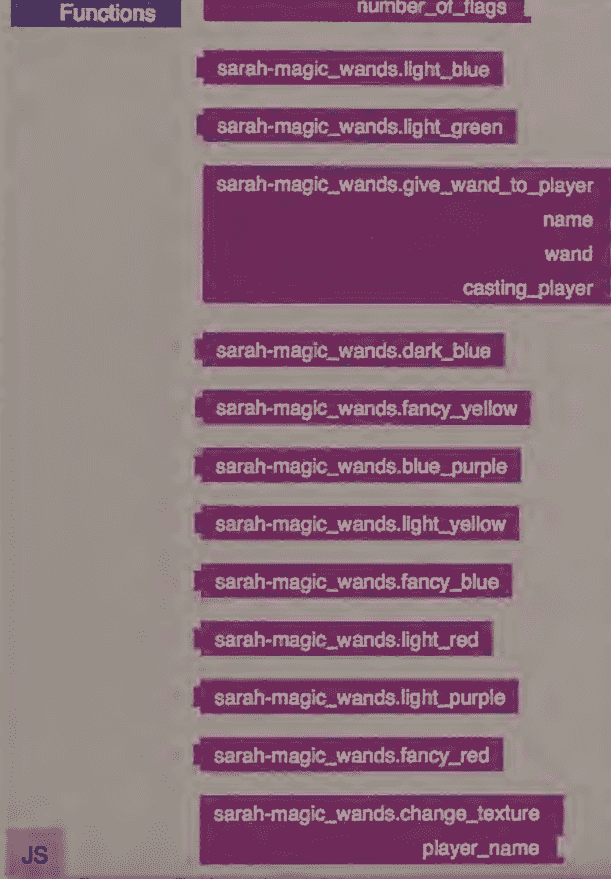 Functions
number_of_flags
sarah-magic_wands.light_blue
sarah-magic_wands.light_green
sarah-magic_wands.give_wand_to_player
name
wand
casting_player
sarah-magic_wands.dark_blue
sarah-magic_wands.fancy_yellow
sarah-magic_wands.blue_purple
sarah-magic_wands.light_yellow
sarah-magic_wands.fancy_blue
sarah-magic_wands.light_red
sarah-magic_wands.light_purple
sarah-magic_wands.fancy_red
sarah-magic_wands.change_texture
player_name
JS